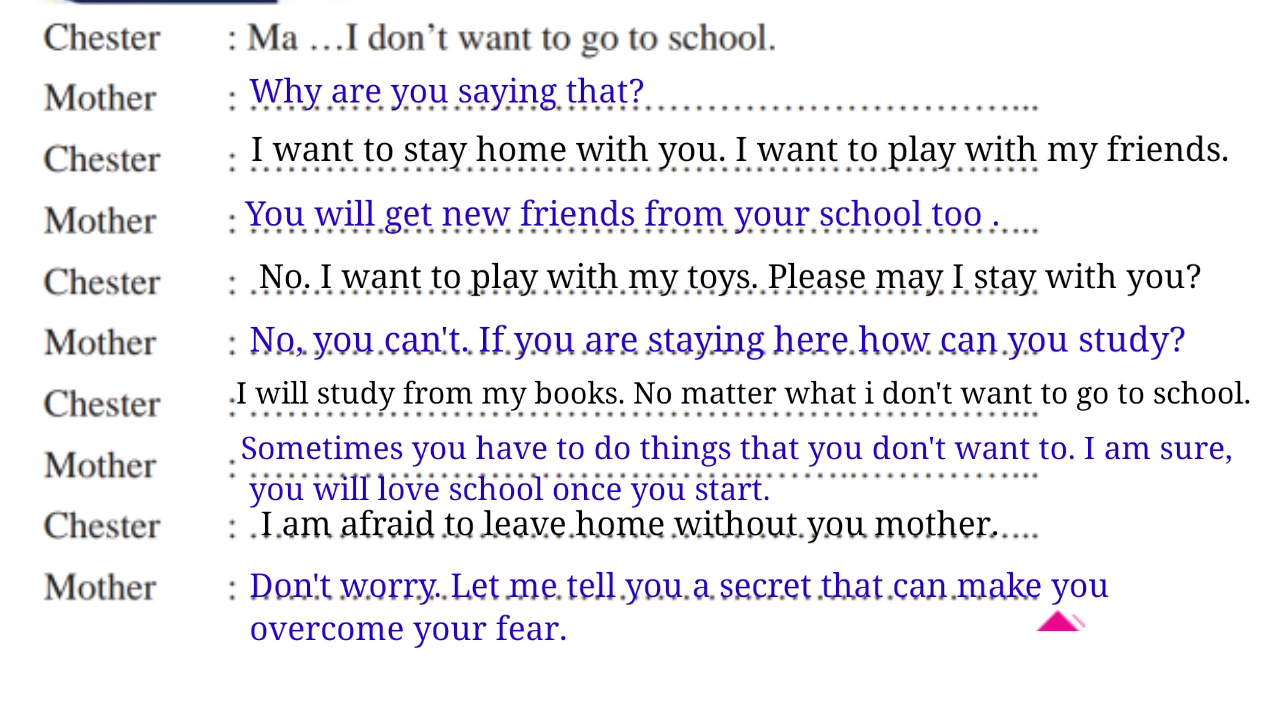 Chester : Ma …I don’t want to go to school.
Mother : Why are you saying that?
Chester : I want to stay home with you. I want to play with my friends.
Mother : You will get new friends from your school too .
Chester : No. I want to play with my toys. Please may I stay with you?
Mother : No, you can't. If you are staying here how can you study?
Chester : I will study from my books. No matter what i don't want to go to school.
Mother : Sometimes you have to do things that you don't want to. I am sure,
you will love school once you start.
Chester : I am afraid to leave home without you mother.
Mother : Don't worry. Let me tell you a secret that can make you
overcome your fear.